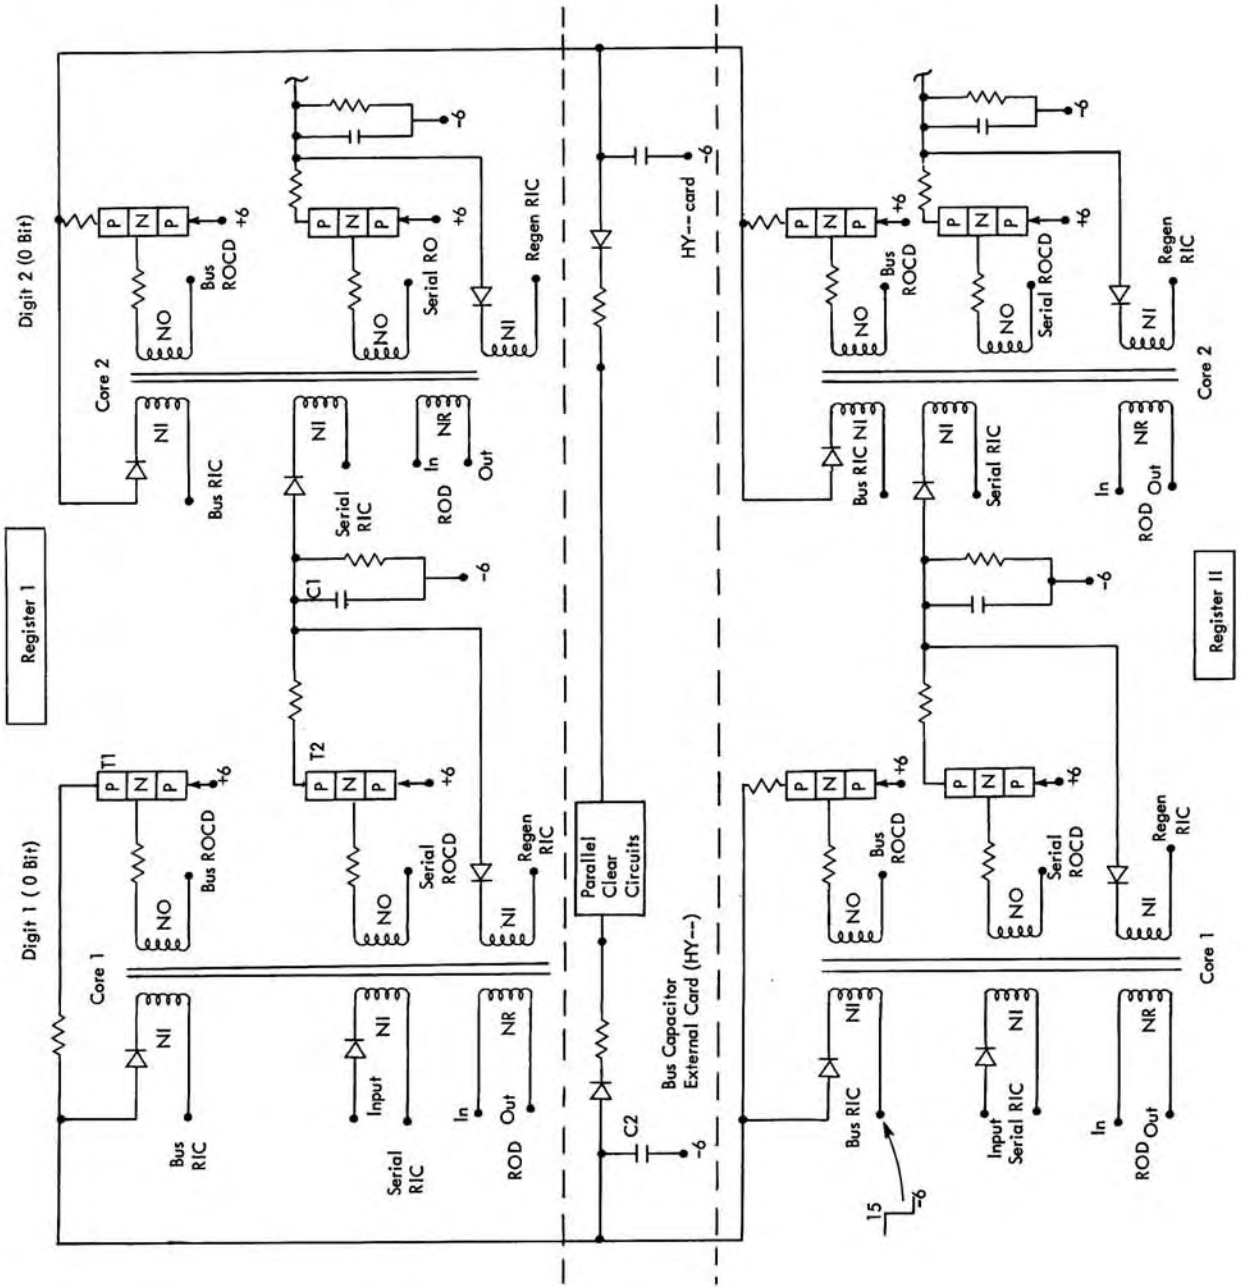 Register 1
Digit 1 ( 0 Bit)
Digit 2 (0 Bit)
Core 1
T1
P
N
P
+6
NI
NO
Bus
RIC
Bus ROCD
Core 2
P
N
P
+6
NI
NO
Bus RIC
Bus
ROCD
C1
-6
T2
P
N
P
+6
Input
NI
NO
Serial
RIC
Serial
ROCD
NI
Serial
RIC
P
N
P
+6
NO
Serial RO
-6
In
NR
Out
ROD
NI
Regen
RIC
In
NR
ROD
Out
NI
Regen RIC
C2
-6
Parallel
Clear
Circuits
-6
Bus Capacitor
External Card (HY--)
HY-- card
P
N
P
+6
NI
NO
Bus RIC
Bus
ROCD
15
-6
P
N
P
+6
Bus RIC
NI
NO
Bus
ROCD
P
N
P
+6
NI
NO
Input
Serial RIC
Serial
ROCD
-6
NI
Serial RIC
P
N
P
+6
NO
Serial ROCD
-6
In
NR
ROD
Out
NI
Regen
RIC
In
NR
ROD
Out
NI
Regen
RIC
Core 1
Core 2
Register II